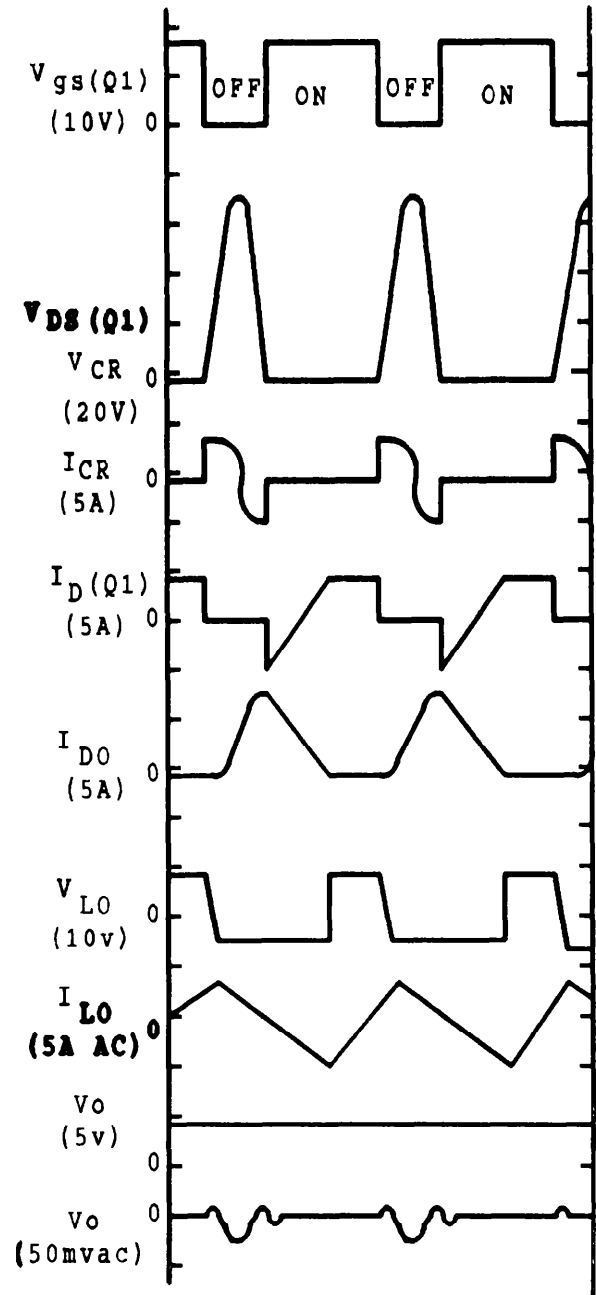 Vgs(Q1) OFF ON OFF ON
(10V) 0
VDS(Q1)
VCR 0
(20V)
ICR 0
(5A)
ID(Q1)
0
(5A)
IDO 0
(5A)
VLO 0
(10v)
ILO 0
(5A AC)
Vo
(5v)
0
Vo 0
(50mvac)